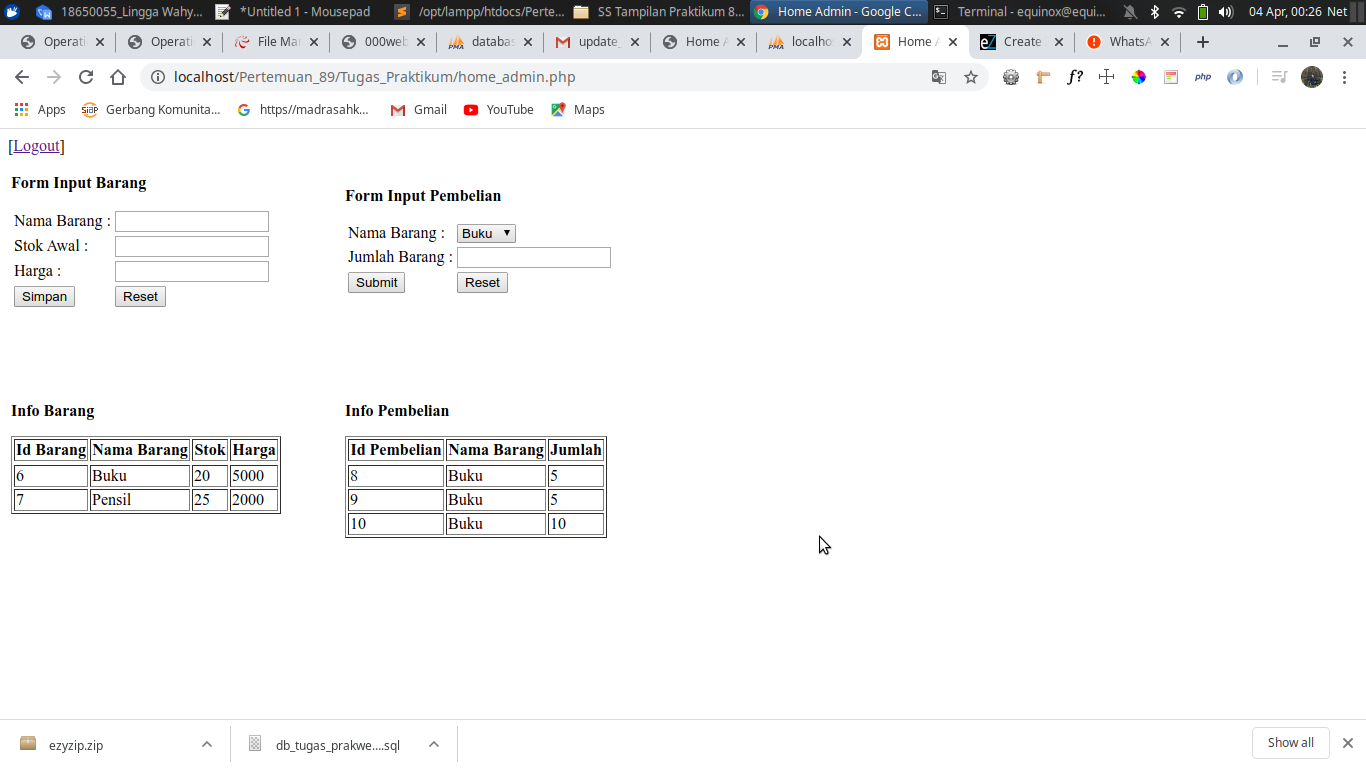 18650055_Lingga Wahy... *Untitled 1 - Mousepad /opt/lampp/htdocs/Perte... SS Tampilan Praktikum 8... Home Admin - Google C... Terminal - equinox@equi... 04 Apr, 00:26 Net
Operati Operati File Ma 000web databas update_ Home A localho Home A Create WhatsA
localhost/Pertemuan_89/Tugas_Praktikum/home_admin.php
Apps Gerbang Komunita... https//madrasahk... Gmail YouTube Maps
[Logout]
Form Input Barang
Nama Barang :
Stok Awal :
Harga :
Simpan Reset
Form Input Pembelian
Nama Barang : Buku
Jumlah Barang :
Submit Reset
Info Barang
Id Barang Nama Barang Stok Harga
6 Buku 20 5000
7 Pensil 25 2000
Info Pembelian
Id Pembelian Nama Barang Jumlah
8 Buku 5
9 Buku 5
10 Buku 10
ezyzip.zip db_tugas_prakwe....sql Show all